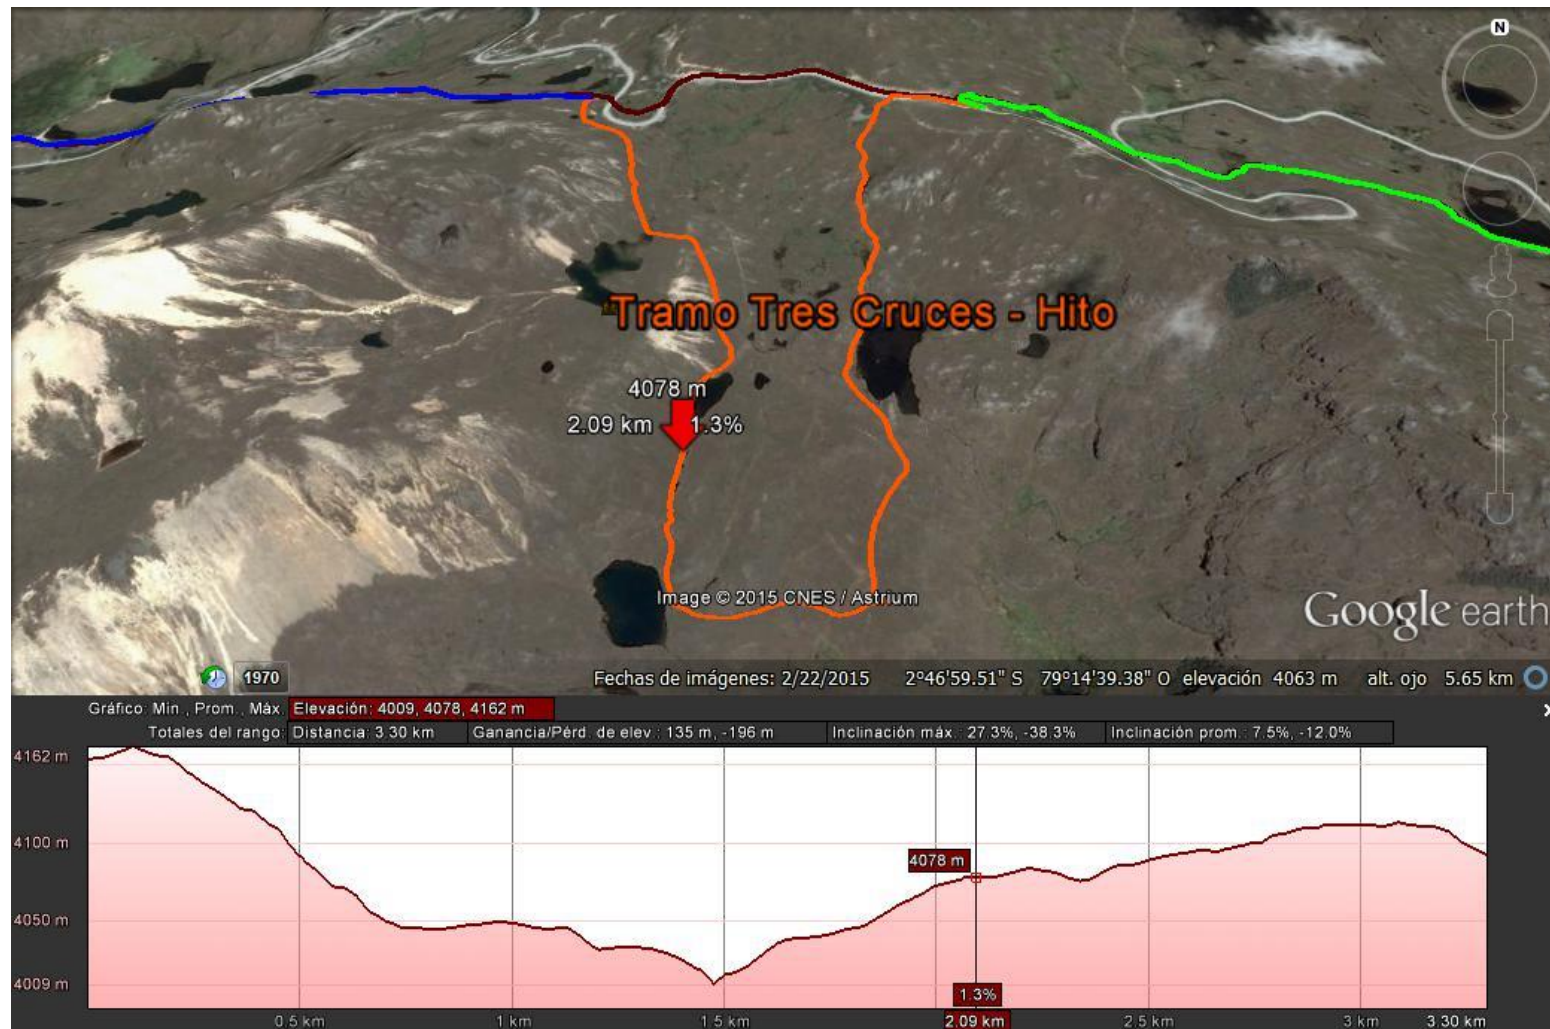 N
Tramo Tres Cruces - Hito
4078 m
2.09 km 1.3%
Image © 2015 CNES / Astrium
Google earth
1970
Fechas de imágenes: 2/22/2015 2º46'59.51" S 79º14'39.38" O elevación 4063 m alt. ojo 5.65 km
Gráfico: Mín., Prom., Máx. Elevación: 4009, 4078, 4162 m
Totales del rango: Distancia: 3.30 km Ganancia/Pérd. de elev.: 135 m, -196 m Inclinación máx.: 27.3%, -38.3% Inclinación prom.: 7.5%, -12.0%
4162 m
4100 m
4078 m
4050 m
4009 m
1.3%
0.5 km 1 km 1.5 km 2.09 km 2.5 km 3 km 3.30 km